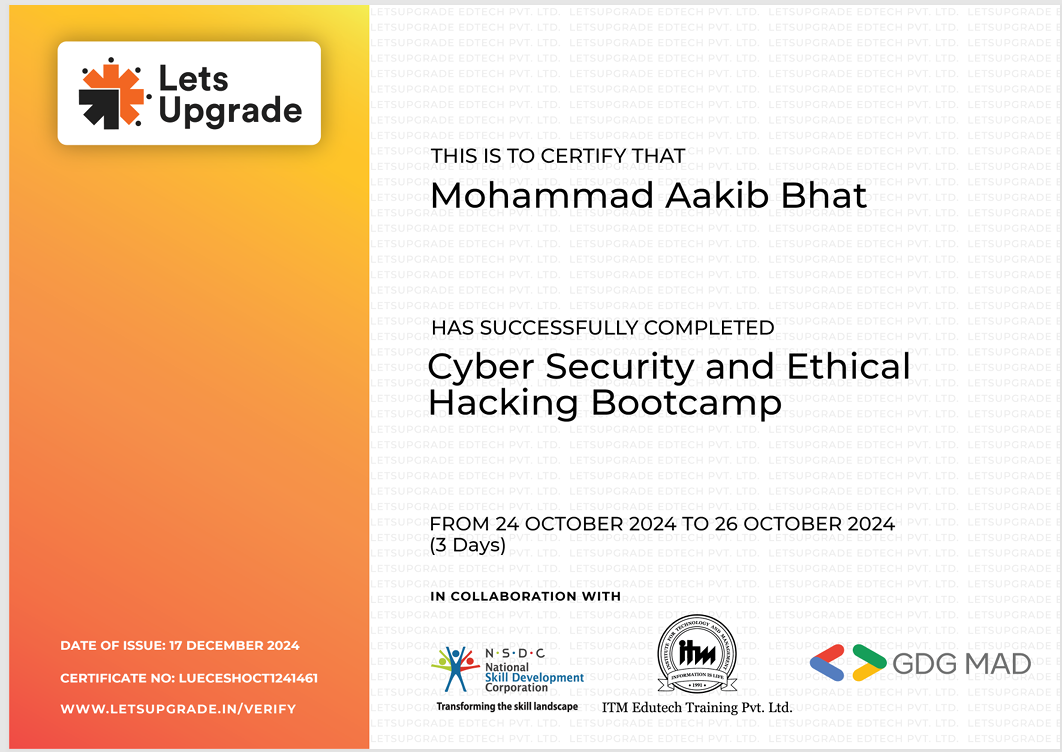 Lets
Upgrade
THIS IS TO CERTIFY THAT
Mohammad Aakib Bhat
HAS SUCCESSFULLY COMPLETED
Cyber Security and Ethical
Hacking Bootcamp
FROM 24 OCTOBER 2024 TO 26 OCTOBER 2024
(3 Days)
IN COLLABORATION WITH
N·S·D·C
National
Skill Development
Corporation
Transforming the skill landscape
INSTITUTE FOR TECHNOLOGY AND MANAGEMENT
itm
INFORMATION IS LIFE
1991
ITM Edutech Training Pvt. Ltd.
GDG MAD
DATE OF ISSUE: 17 DECEMBER 2024
CERTIFICATE NO: LUECESHOCT1241461
WWW.LETSUPGRADE.IN/VERIFY
LETSUPGRADE EDTECH PVT. LTD.